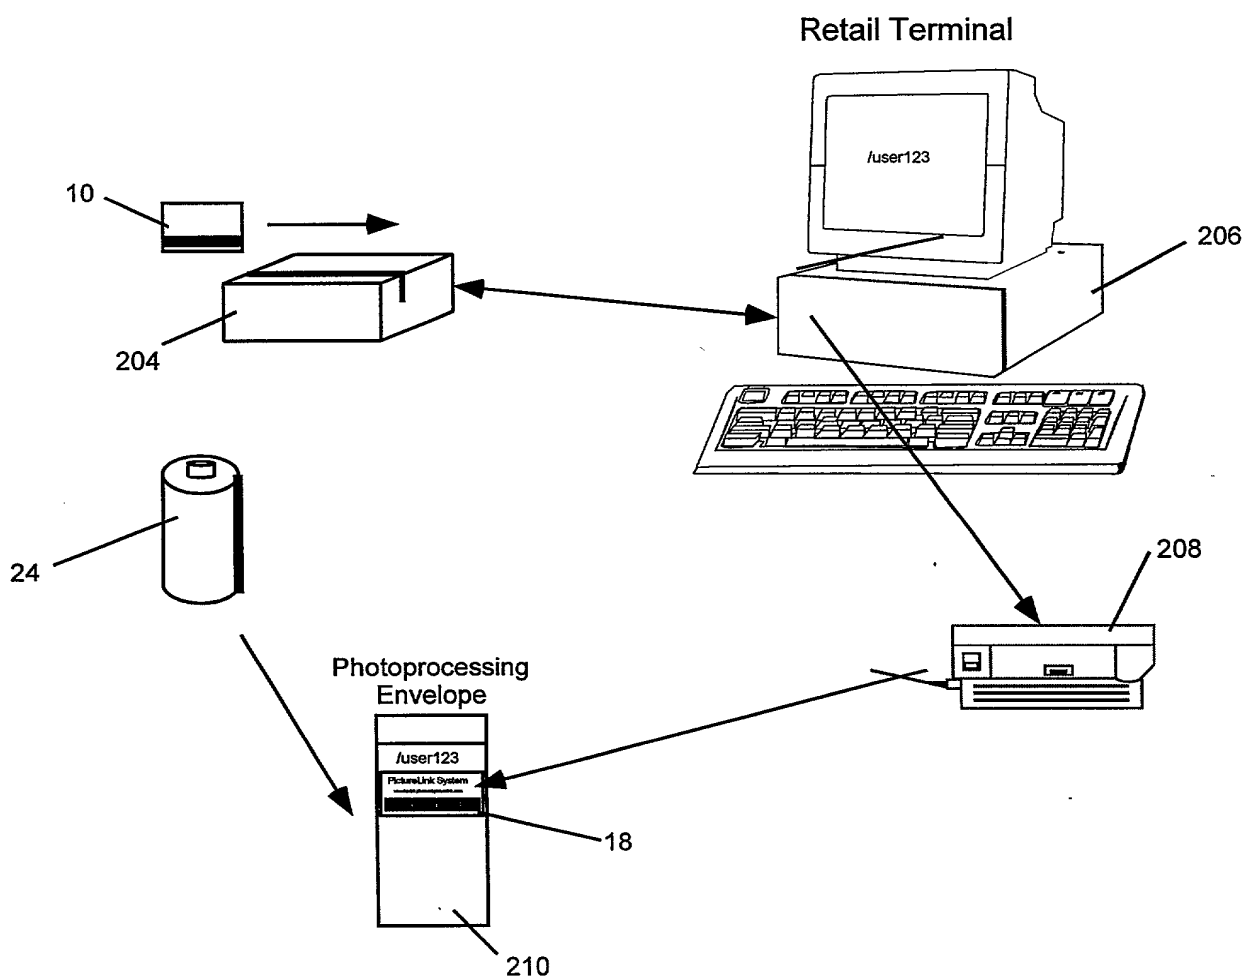 Retail Terminal
/user123
10
206
204
208
24
Photoprocessing
Envelope
/user123
PictureLink System
18
210